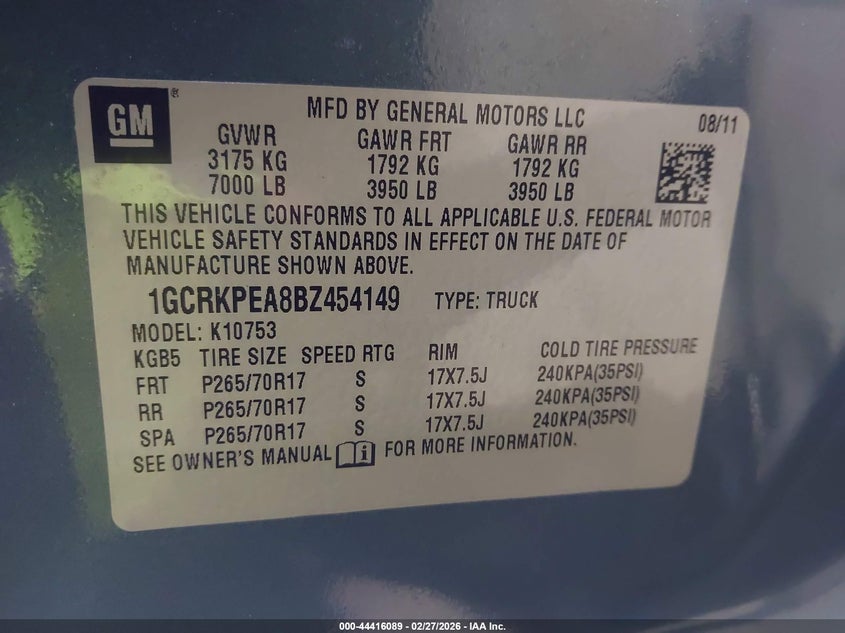 GM ®
MFD BY GENERAL MOTORS LLC
08/11
GVWR GAWR FRT GAWR RR
3175 KG 1792 KG 1792 KG
7000 LB 3950 LB 3950 LB
THIS VEHICLE CONFORMS TO ALL APPLICABLE U.S. FEDERAL MOTOR
VEHICLE SAFETY STANDARDS IN EFFECT ON THE DATE OF
MANUFACTURE SHOWN ABOVE.
1GCRKPEA8BZ454149 TYPE: TRUCK
MODEL: K10753
KGB5 TIRE SIZE SPEED RTG RIM COLD TIRE PRESSURE
FRT P265/70R17 S 17X7.5J 240KPA(35PSI)
RR P265/70R17 S 17X7.5J 240KPA(35PSI)
SPA P265/70R17 S 17X7.5J 240KPA(35PSI)
SEE OWNER'S MANUAL i FOR MORE INFORMATION.
000-44416089 - 02/27/2026 - IAA Inc.